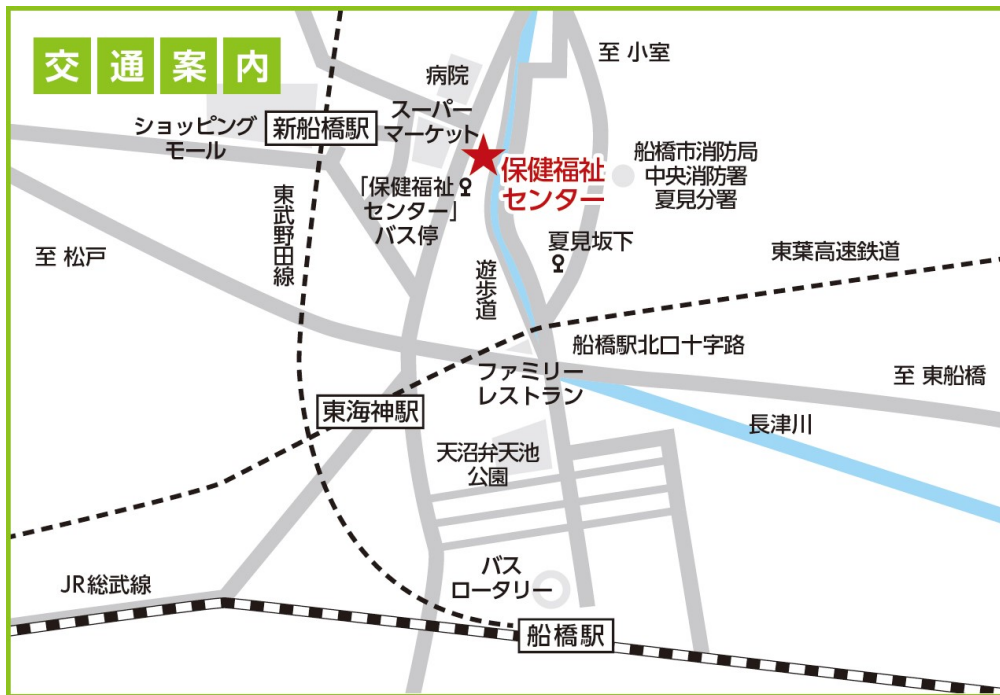 交通案内
至 小室
病院
スーパー
マーケット
ショッピング
モール
新船橋駅
保健福祉
センター
船橋市消防局
中央消防署
夏見分署
「保健福祉
センター」
バス停
東武野田線
至 松戸
夏見坂下
遊歩道
東葉高速鉄道
船橋駅北口十字路
ファミリー
レストラン
至 東船橋
東海神駅
長津川
天沼弁天池
公園
バス
ロータリー
JR総武線
船橋駅